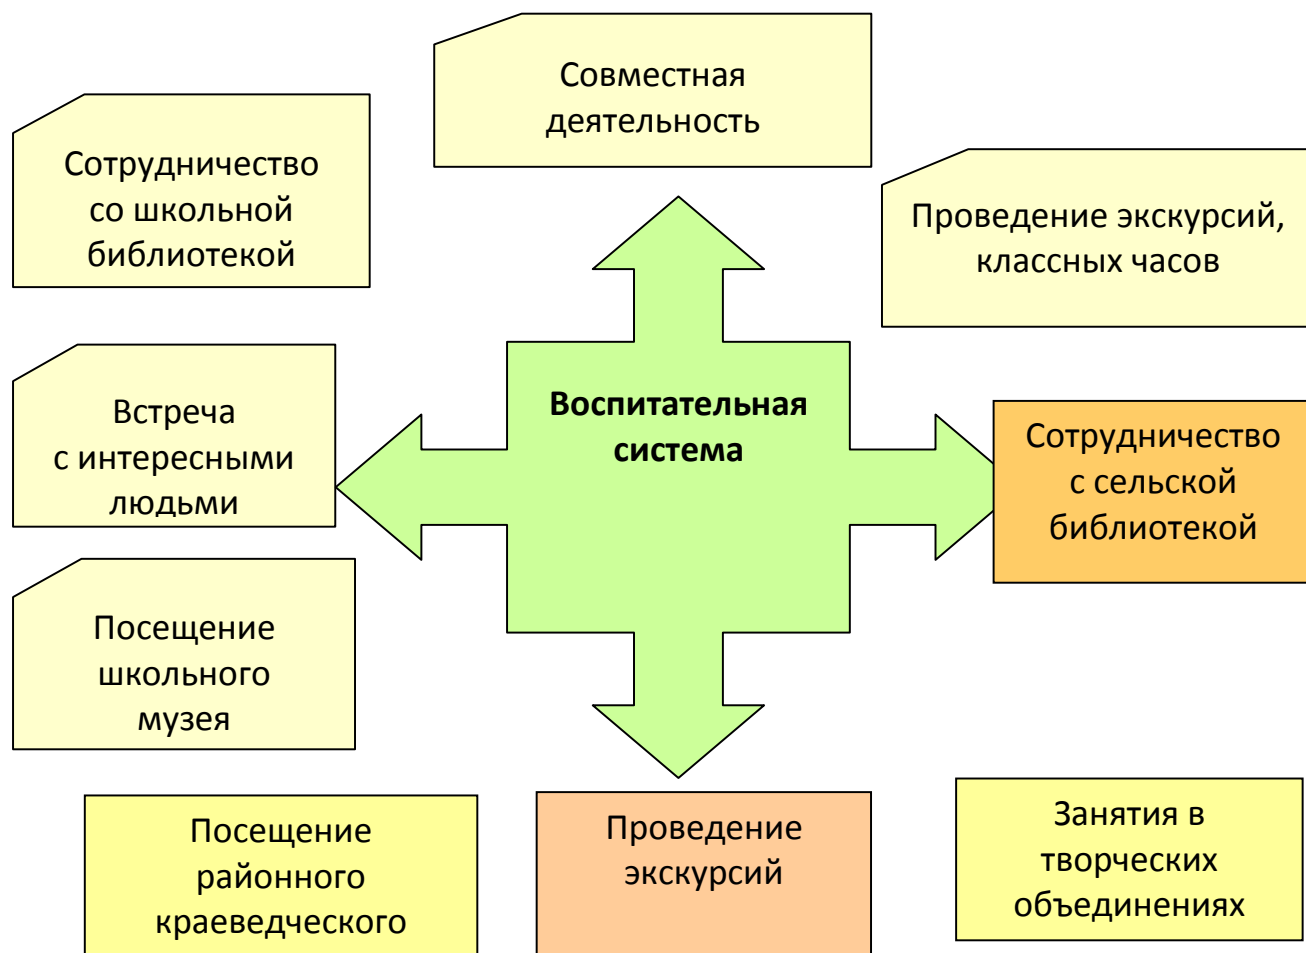 Совместная
деятельность
Сотрудничество
со школьной
библиотекой
Проведение экскурсий,
классных часов
Встреча
с интересными
людьми
Воспитательная
система
Сотрудничество
с сельской
библиотекой
Посещение
школьного
музея
Посещение
районного
краеведческого
Проведение
экскурсий
Занятия в
творческих
объединениях